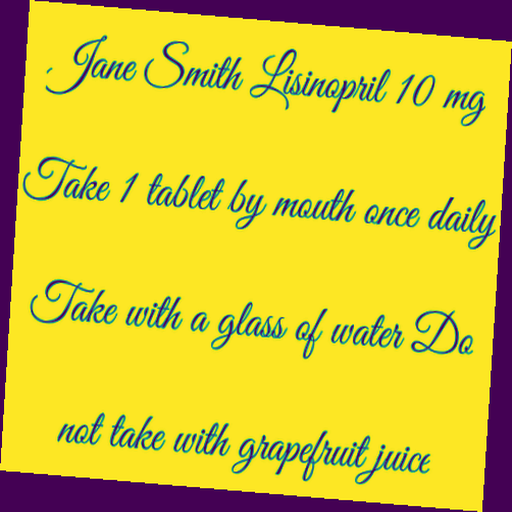 Jane Smith Lisinopril 10 mg
Take 1 tablet by mouth once daily
Take with a glass of water Do
not take with grapefruit juice